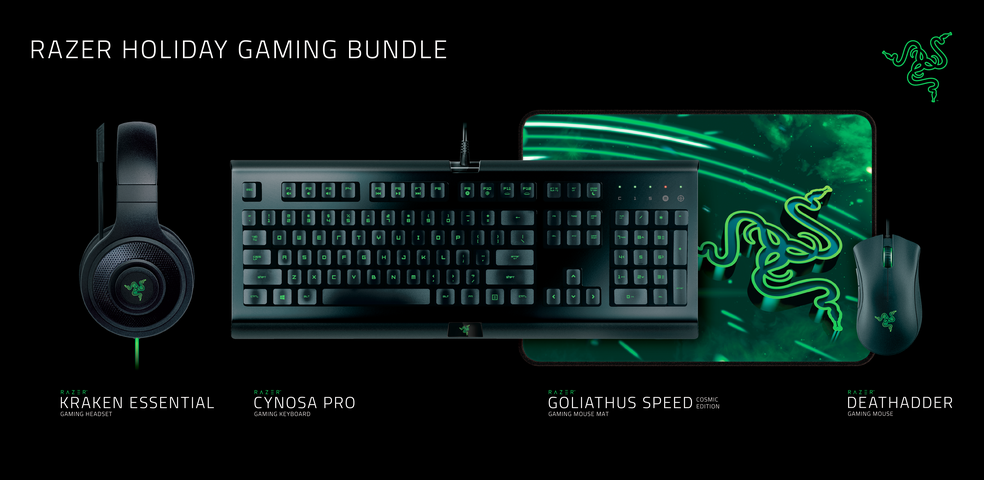 RAZER HOLIDAY GAMING BUNDLE
RAZER
KRAKEN ESSENTIAL
GAMING HEADSET
RAZER
CYNOSA PRO
GAMING KEYBOARD
RAZER
GOLIATHUS SPEED COSMIC EDITION
GAMING MOUSE MAT
RAZER
DEATHADDER
GAMING MOUSE